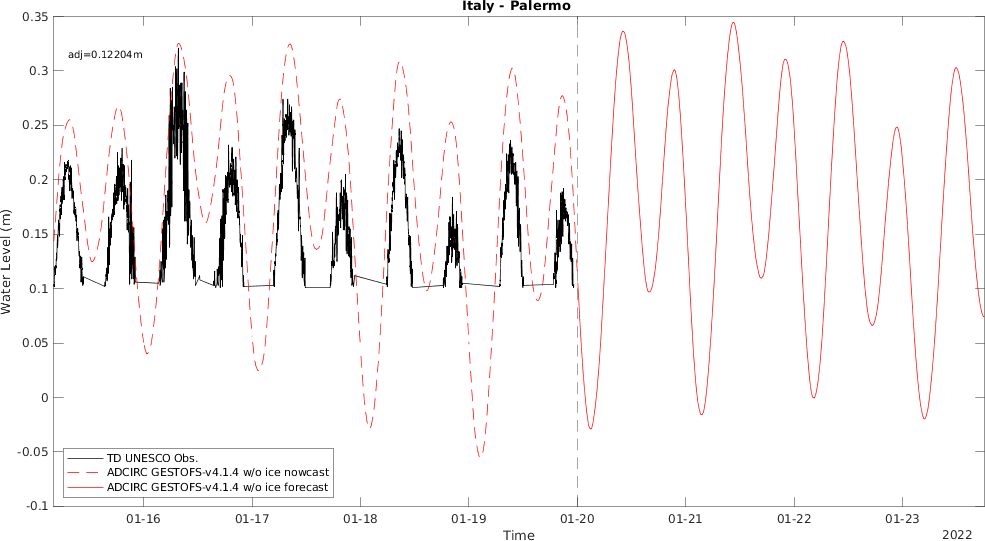 Italy - Palermo
adj=0.12204m
0.35
0.3
0.25
0.2
0.15
0.1
0.05
0
-0.05
-0.1
Water Level (m)
TD UNESCO Obs.
ADCIRC GESTOFS-v4.1.4 w/o ice nowcast
ADCIRC GESTOFS-v4.1.4 w/o ice forecast
01-16 01-17 01-18 01-19 01-20 01-21 01-22 01-23
Time
2022